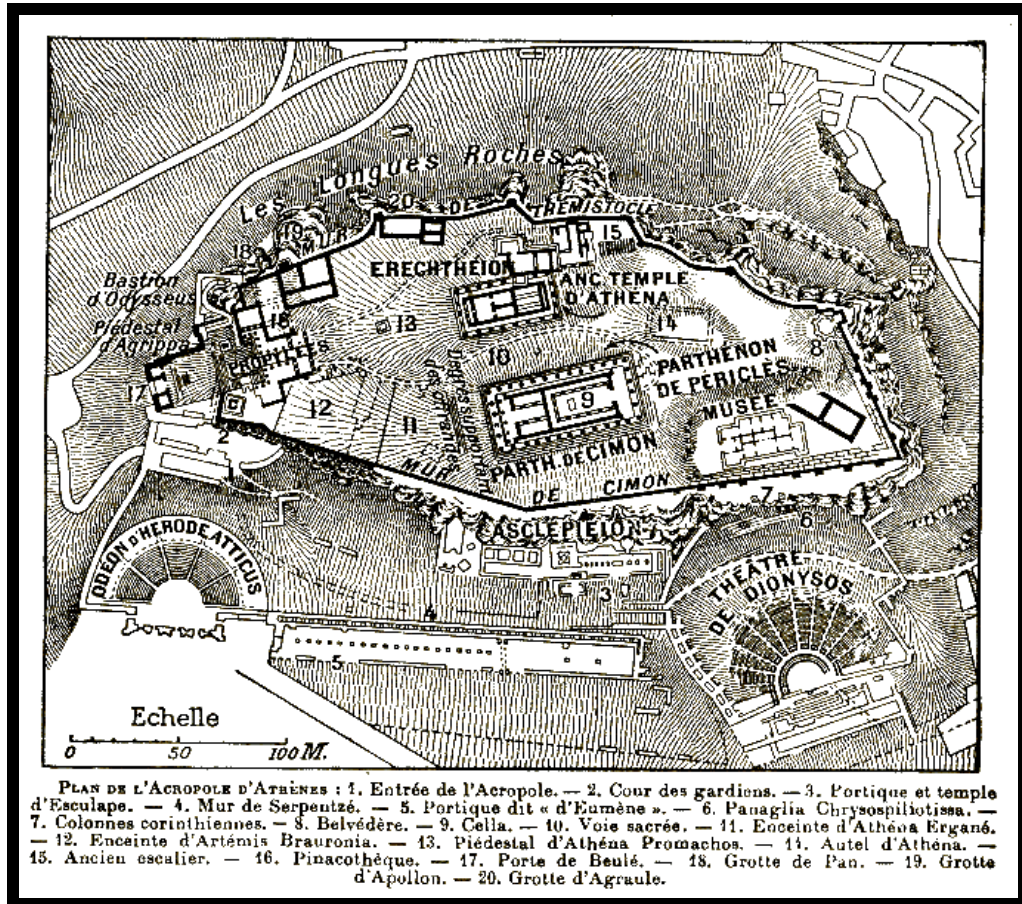 Les Longues Roches
20
MUR DE THEMISTOCLE
19
18
15
Bastion
d'Odysseus
ERECHTHÉION
ANC. TEMPLE
D'ATHÉNA
Piédestal
d'Agrippa
16
13
14
PROPYLÉES
8
10
PARTHÉNON
DE PÉRICLÈS
17
12
11
9
MUSÉE
2
PARTH. DE CIMON
1
MUR DE CIMON
7
6
ASCLÉPIÉION
ODÉON D'HERODE ATTICUS
THÉATRE
DE DIONYSOS
3
4
5
Echelle
0 50 100 M.
PLAN DE L'ACROPOLE D'ATHÈNES : 1. Entrée de l'Acropole. — 2. Cour des gardiens. — 3. Portique et temple
d'Esculape. — 4. Mur de Serpentzé. — 5. Portique dit « d'Eumène ». — 6. Panaglia Chrysospiliotissa. —
7. Colonnes corinthiennes. — 8. Belvédère. — 9. Cella. — 10. Voie sacrée. — 11. Enceinte d'Athéna Ergané.
— 12. Enceinte d'Artémis Brauronia. — 13. Piédestal d'Athéna Promachos. — 14. Autel d'Athéna. —
15. Ancien escalier. — 16. Pinacothèque. — 17. Porte de Beulé. — 18. Grotte de Pan. — 19. Grotte
d'Apollon. — 20. Grotte d'Agraule.